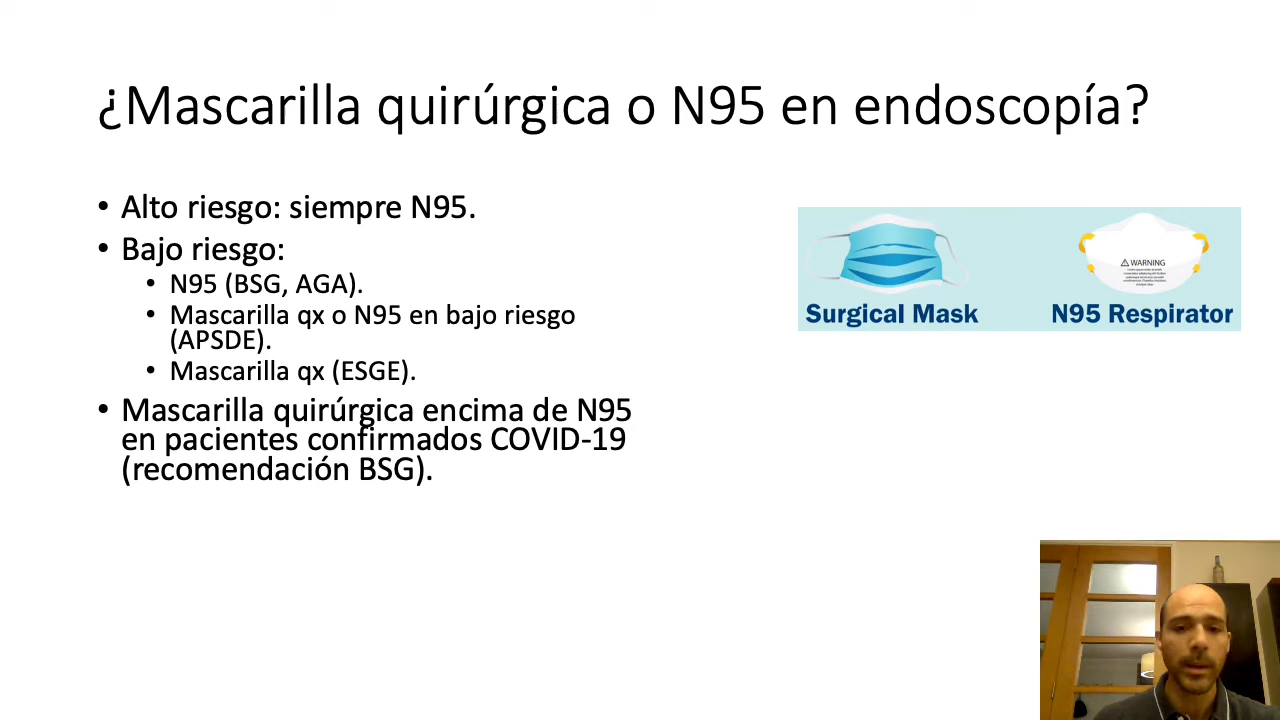 ¿Mascarilla quirúrgica o N95 en endoscopía?
• Alto riesgo: siempre N95.
• Bajo riesgo:
• N95 (BSG, AGA).
• Mascarilla qx o N95 en bajo riesgo
(APSDE).
• Mascarilla qx (ESGE).
• Mascarilla quirúrgica encima de N95
en pacientes confirmados COVID-19
(recomendación BSG).
WARNING
Surgical Mask
N95 Respirator